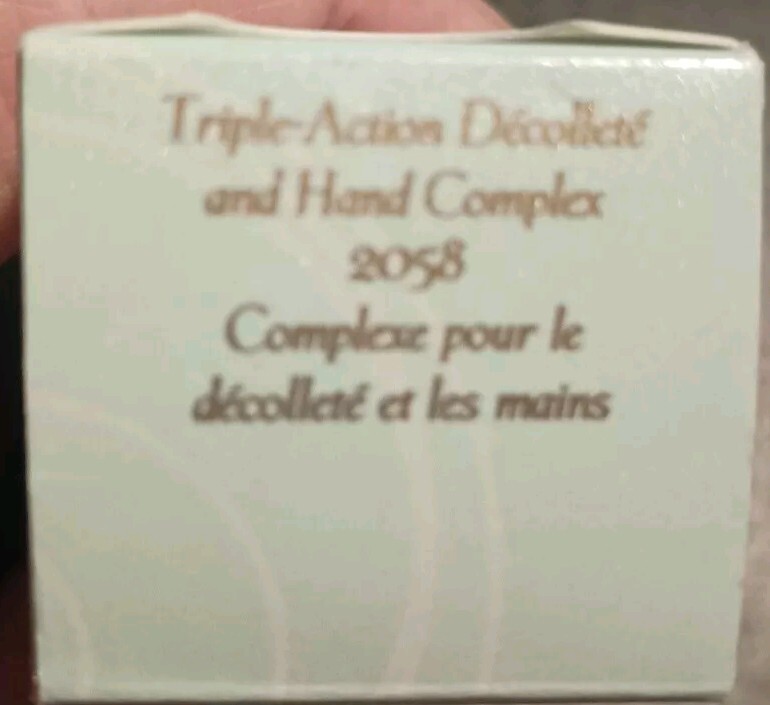 Triple-Action Décolleté
and Hand Complex
2058
Complexe pour le
décolleté et les mains